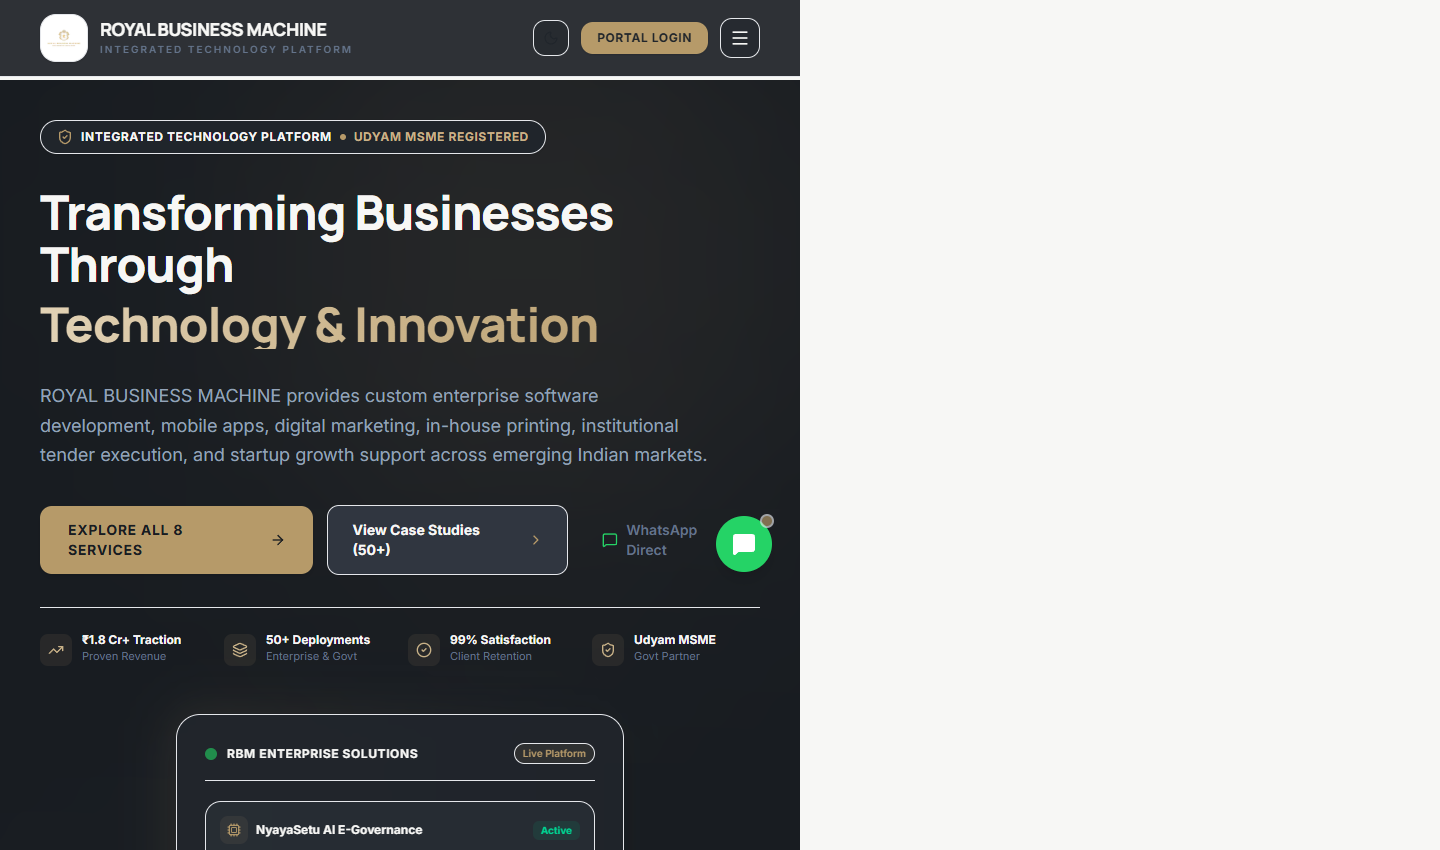 ROYAL BUSINESS MACHINE
INTEGRATED TECHNOLOGY PLATFORM
PORTAL LOGIN
INTEGRATED TECHNOLOGY PLATFORM • UDYAM MSME REGISTERED
Transforming Businesses
Through
Technology & Innovation
ROYAL BUSINESS MACHINE provides custom enterprise software
development, mobile apps, digital marketing, in-house printing, institutional
tender execution, and startup growth support across emerging Indian markets.
EXPLORE ALL 8
SERVICES
View Case Studies
(50+)
WhatsApp
Direct
₹1.8 Cr+ Traction
Proven Revenue
50+ Deployments
Enterprise & Govt
99% Satisfaction
Client Retention
Udyam MSME
Govt Partner
RBM ENTERPRISE SOLUTIONS
Live Platform
NyayaSetu AI E-Governance
Active